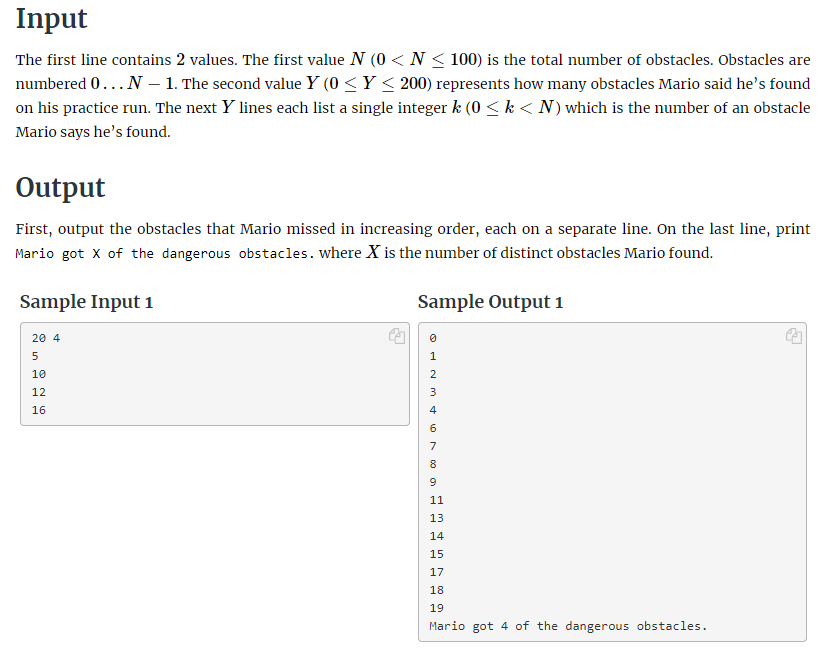 Input
The first line contains 2 values. The first value N (0 < N ≤ 100) is the total number of obstacles. Obstacles are
numbered 0 . . . N − 1. The second value Y (0 ≤ Y ≤ 200) represents how many obstacles Mario said he's found
on his practice run. The next Y lines each list a single integer k (0 ≤ k < N) which is the number of an obstacle
Mario says he's found.
Output
First, output the obstacles that Mario missed in increasing order, each on a separate line. On the last line, print
Mario got X of the dangerous obstacles. where X is the number of distinct obstacles Mario found.
Sample Input 1
20 4
5
10
12
16
Sample Output 1
0
1
2
3
4
6
7
8
9
11
13
14
15
17
18
19
Mario got 4 of the dangerous obstacles.